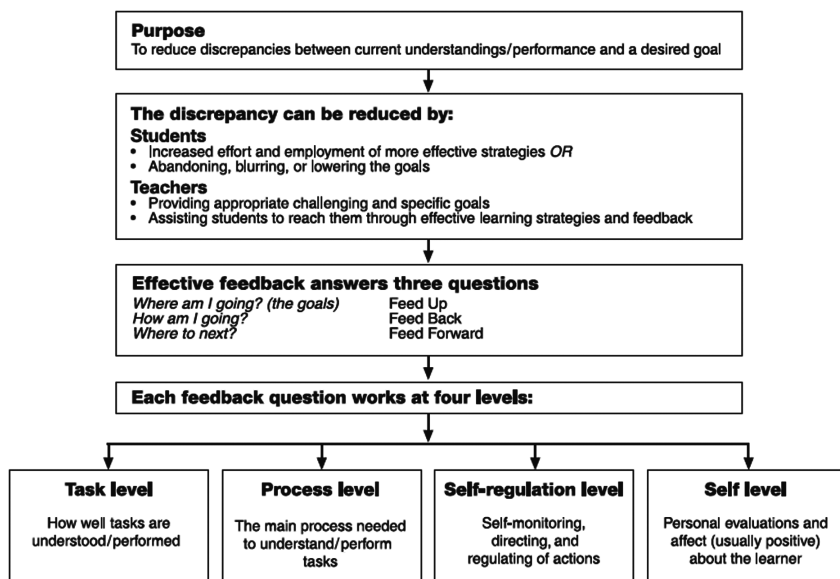 Purpose
To reduce discrepancies between current understandings/performance and a desired goal
The discrepancy can be reduced by:
Students
• Increased effort and employment of more effective strategies OR
• Abandoning, blurring, or lowering the goals
Teachers
• Providing appropriate challenging and specific goals
• Assisting students to reach them through effective learning strategies and feedback
Effective feedback answers three questions
Where am I going? (the goals) Feed Up
How am I going? Feed Back
Where to next? Feed Forward
Each feedback question works at four levels:
Task level
How well tasks are
understood/performed
Process level
The main process needed
to understand/perform
tasks
Self-regulation level
Self-monitoring,
directing, and
regulating of actions
Self level
Personal evaluations and
affect (usually positive)
about the learner